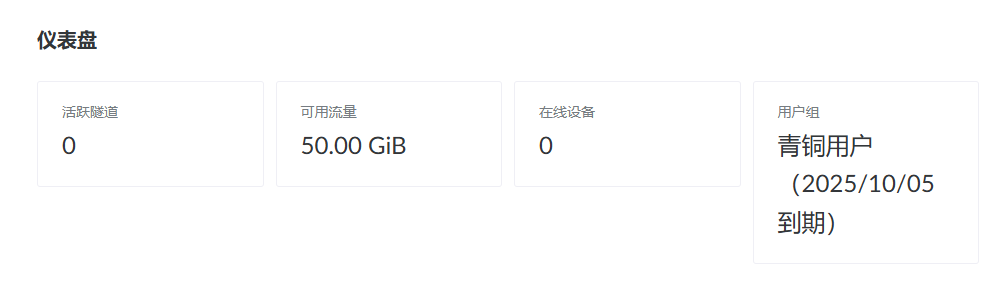 仪表盘
活跃隧道
0
可用流量
50.00 GiB
在线设备
0
用户组
青铜用户
（2025/10/05
到期）